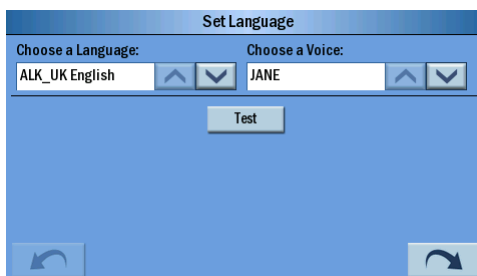 Set Language
Choose a Language:
Choose a Voice:
ALK_UK English
JANE
Test